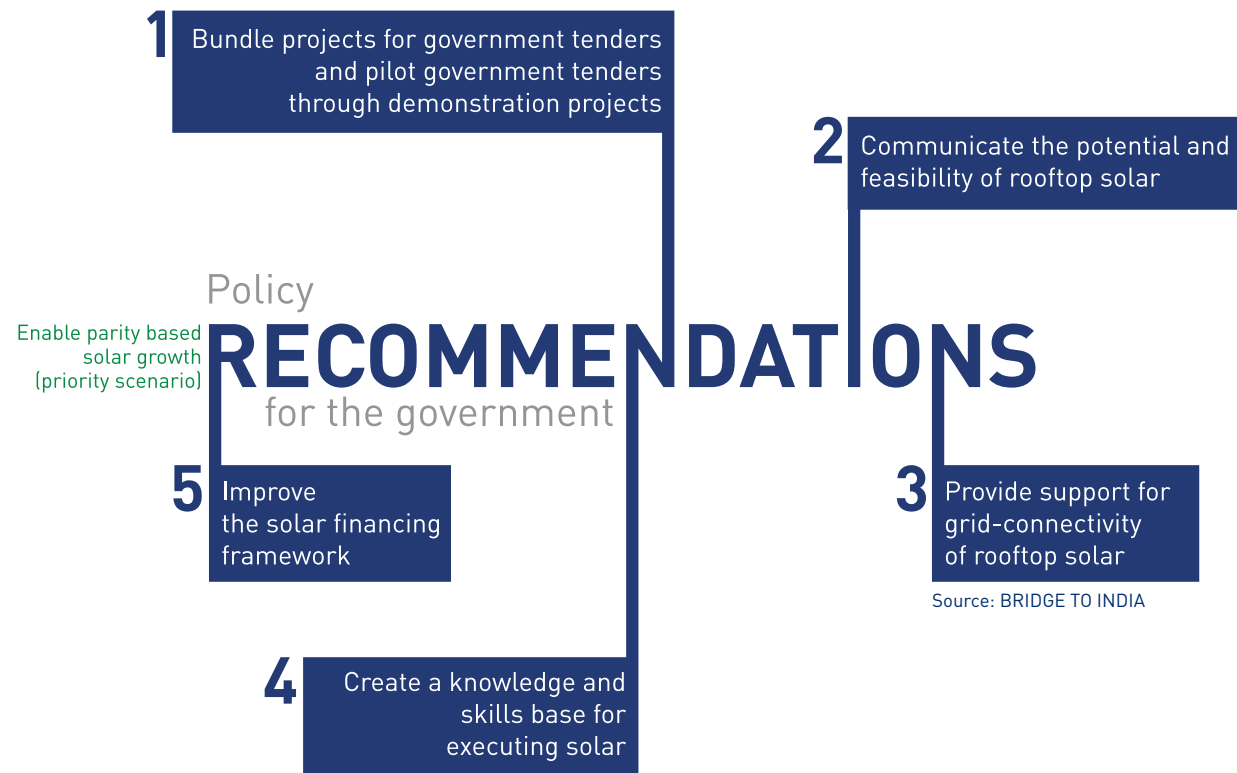 1
Bundle projects for government tenders
and pilot government tenders
through demonstration projects
2
Communicate the potential and
feasibility of rooftop solar
Policy
Enable parity based
solar growth
(priority scenario)
RECOMMENDATIONS
for the government
5
Improve
the solar financing
framework
3
Provide support for
grid-connectivity
of rooftop solar
Source: BRIDGE TO INDIA
4
Create a knowledge and
skills base for
executing solar